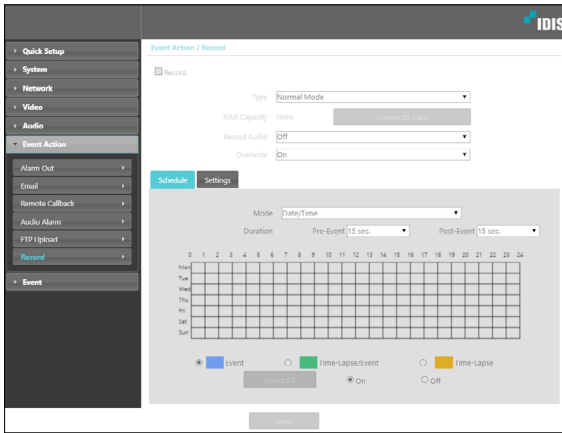 IDIS
Quick Setup
System
Network
Video
Audio
Event Action
Alarm Out
Email
Remote Callback
Audio Alarm
FTP Upload
Record
Event
Event Action / Record
Record
Type Normal Mode
Total Capacity None Format SD Card
Record Audio Off
Overwrite On
Schedule Settings
Mode Date/Time
Duration Pre-Event 15 sec. Post-Event 15 sec.
0 1 2 3 4 5 6 7 8 9 10 11 12 13 14 15 16 17 18 19 20 21 22 23 24
Mon
Tue
Wed
Thu
Fri
Sat
Sun
Event Time-Lapse/Event Time-Lapse
Select All On Off
Save